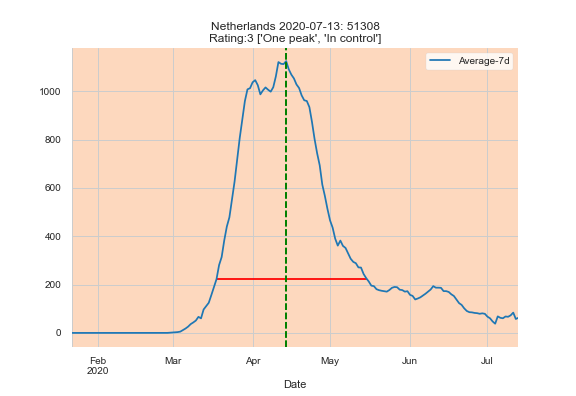 Netherlands 2020-07-13: 51308
Rating:3 ['One peak', 'In control']
Average-7d
1000
800
600
400
200
0
Feb Mar Apr May Jun Jul
2020
Date